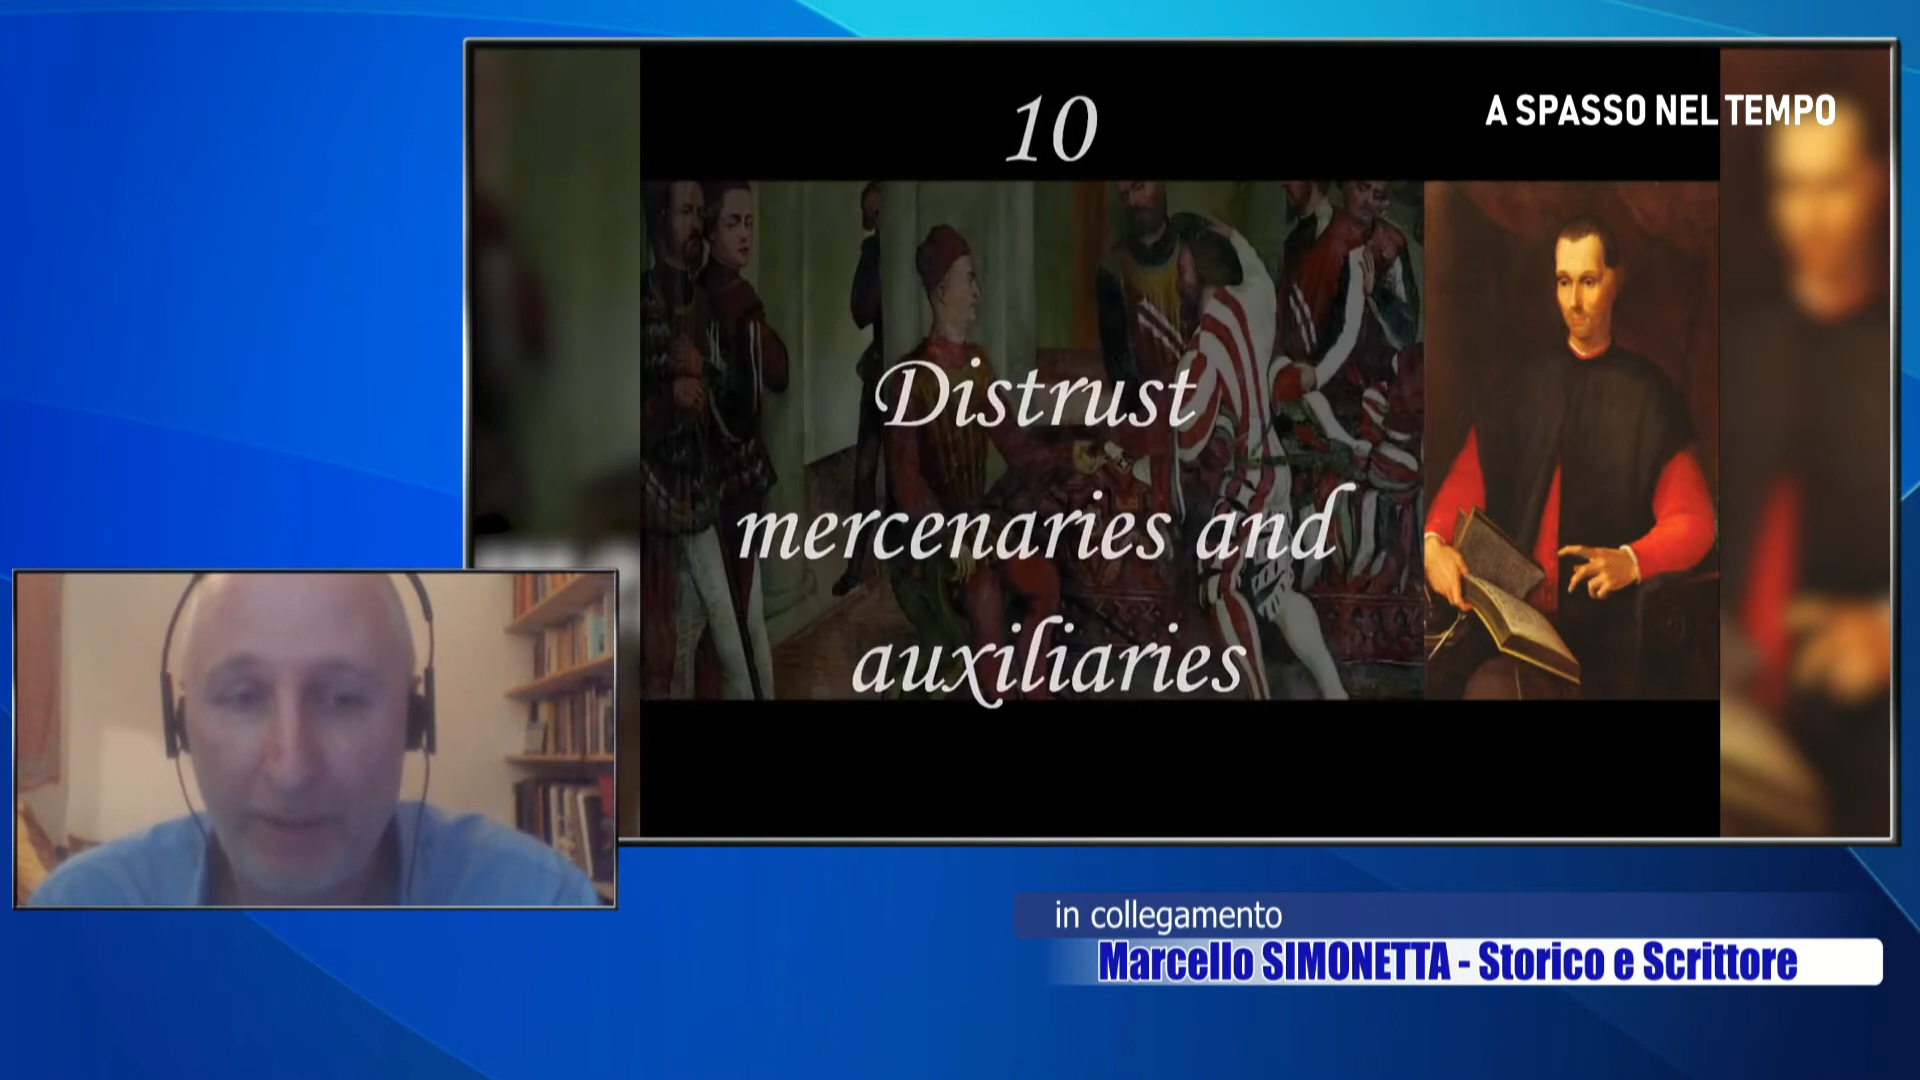 10
A SPASSO NEL TEMPO
Distrust
mercenaries and
auxiliaries
in collegamento
Marcello SIMONETTA - Storico e Scrittore